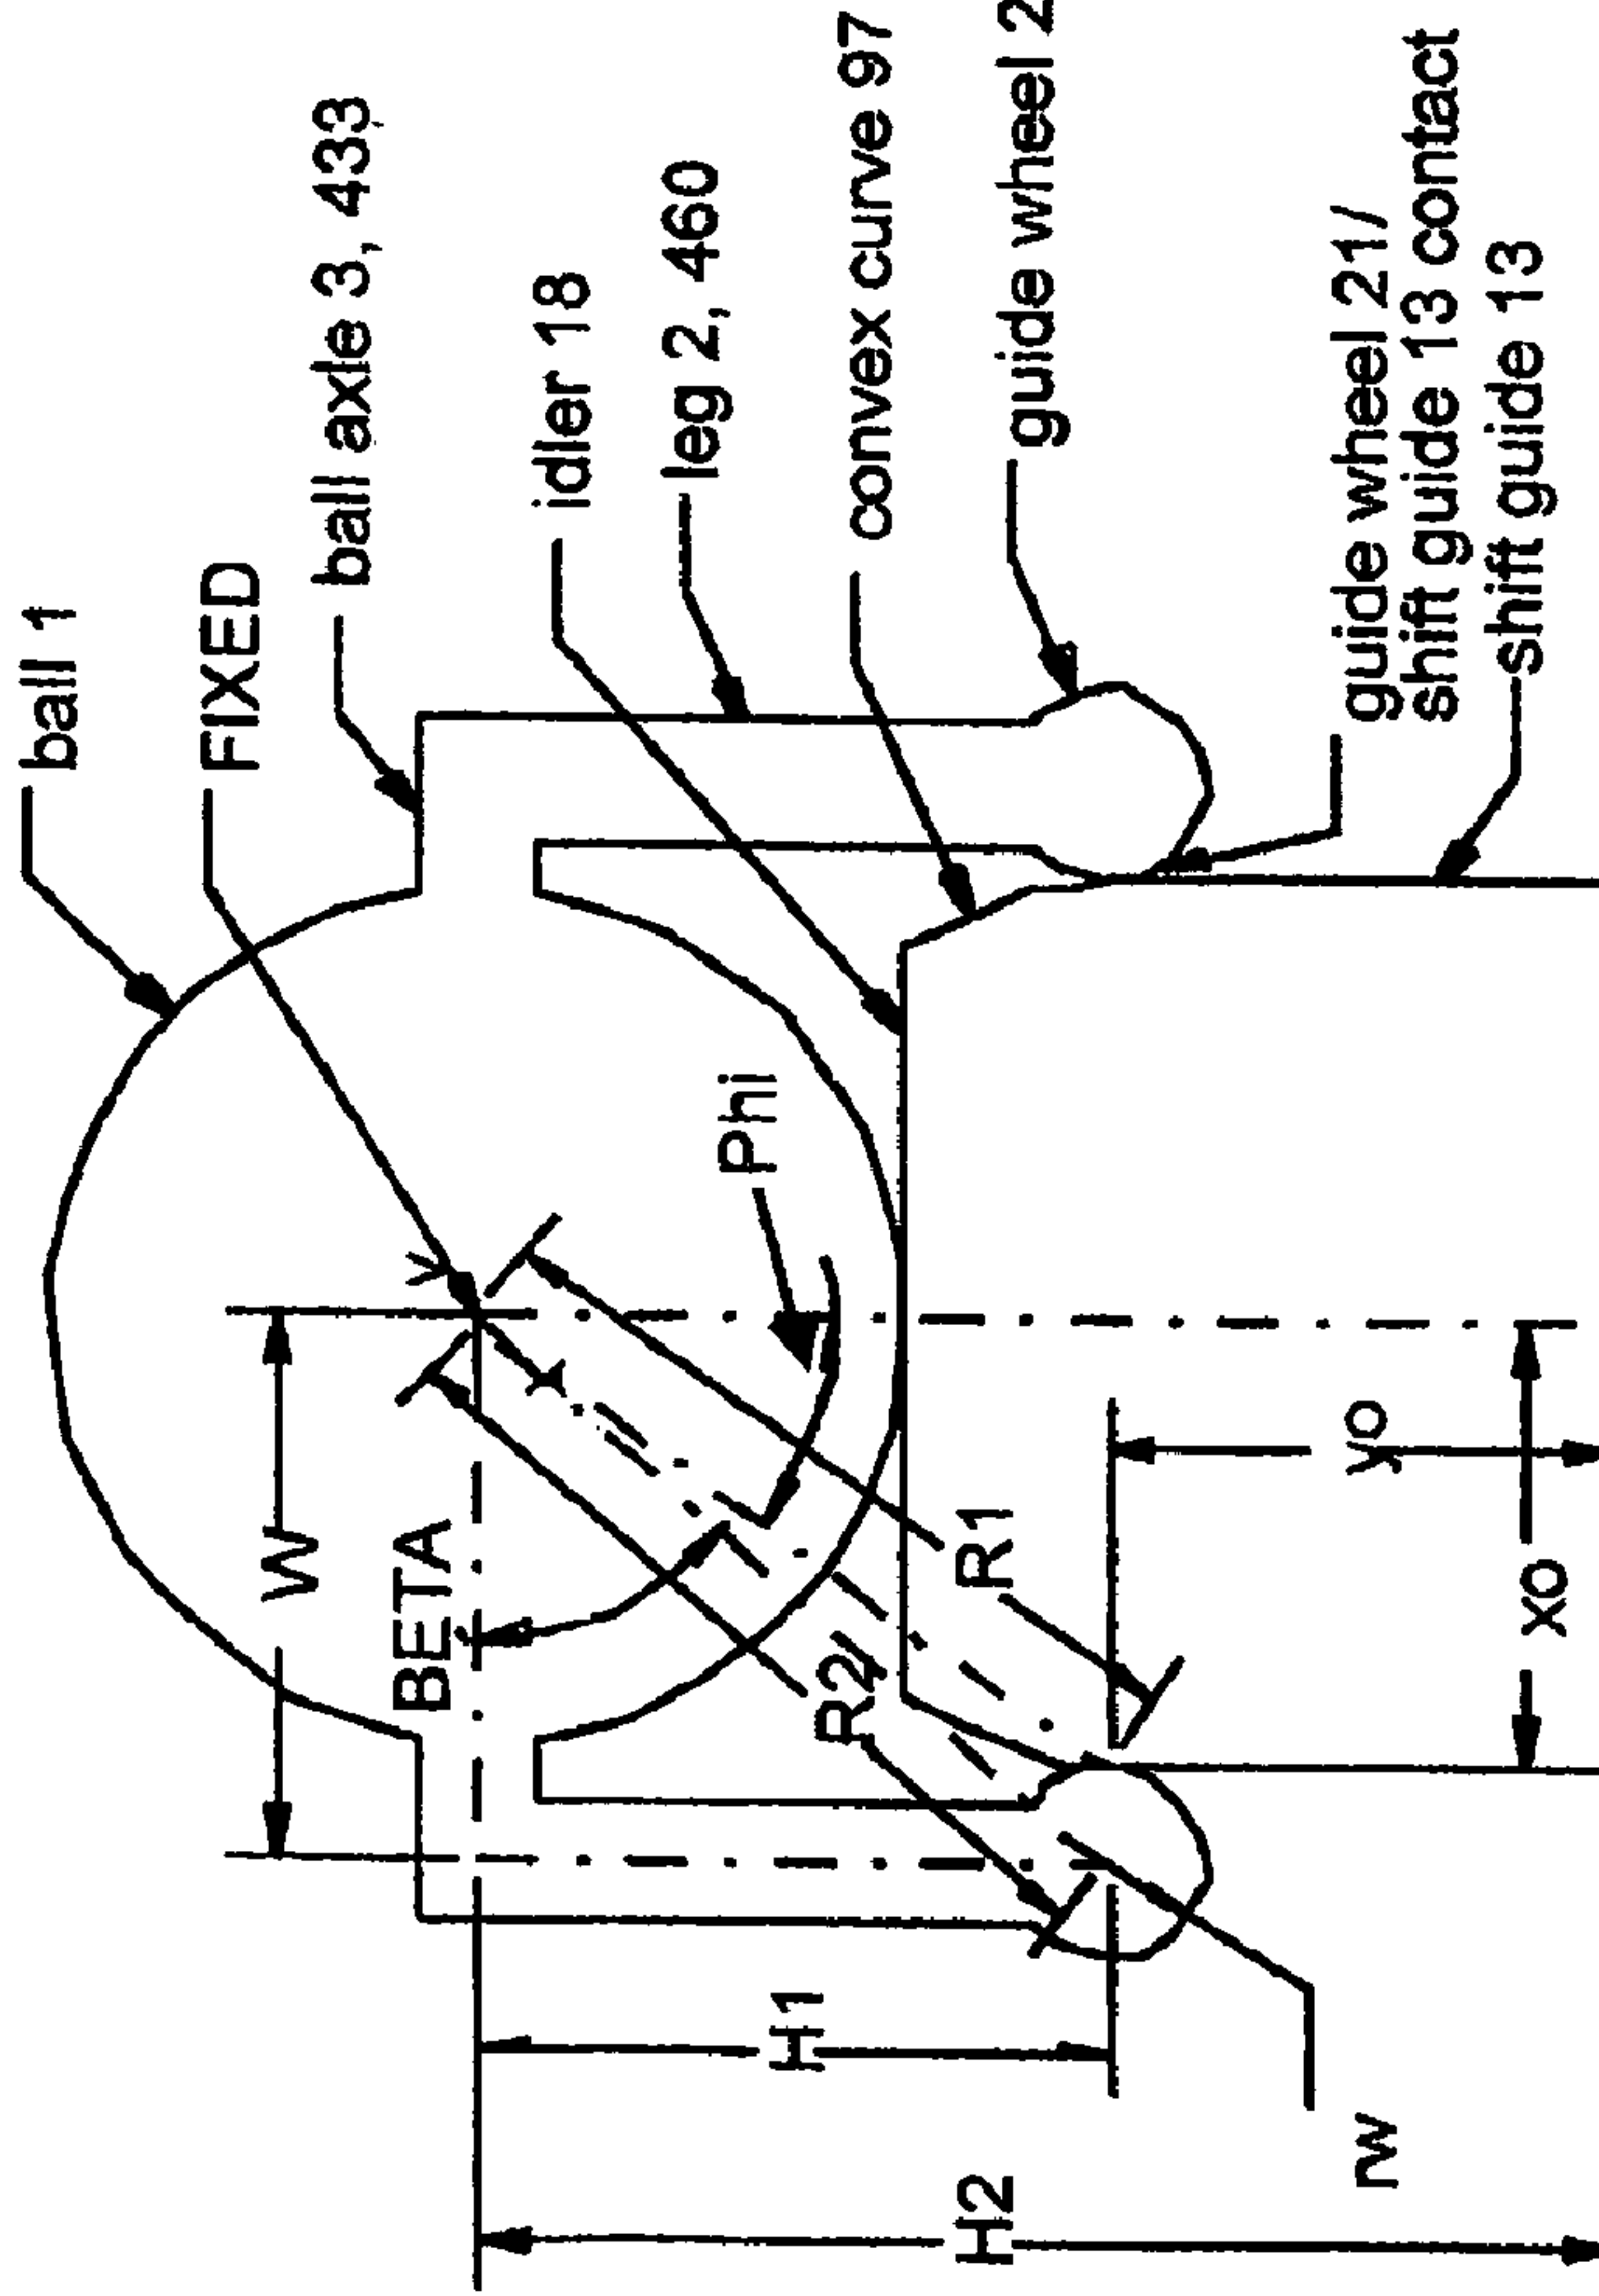 ball 1
FIXED
ball axle 3, 433,
idler 18
leg 2, 460
convex curve 97
guide wheel 2
guide wheel 21/
shift guide 13 contact
shift guide 13
Phi
y
x
W
BETA
R1
R2
yo
xo
H1
H2
rw